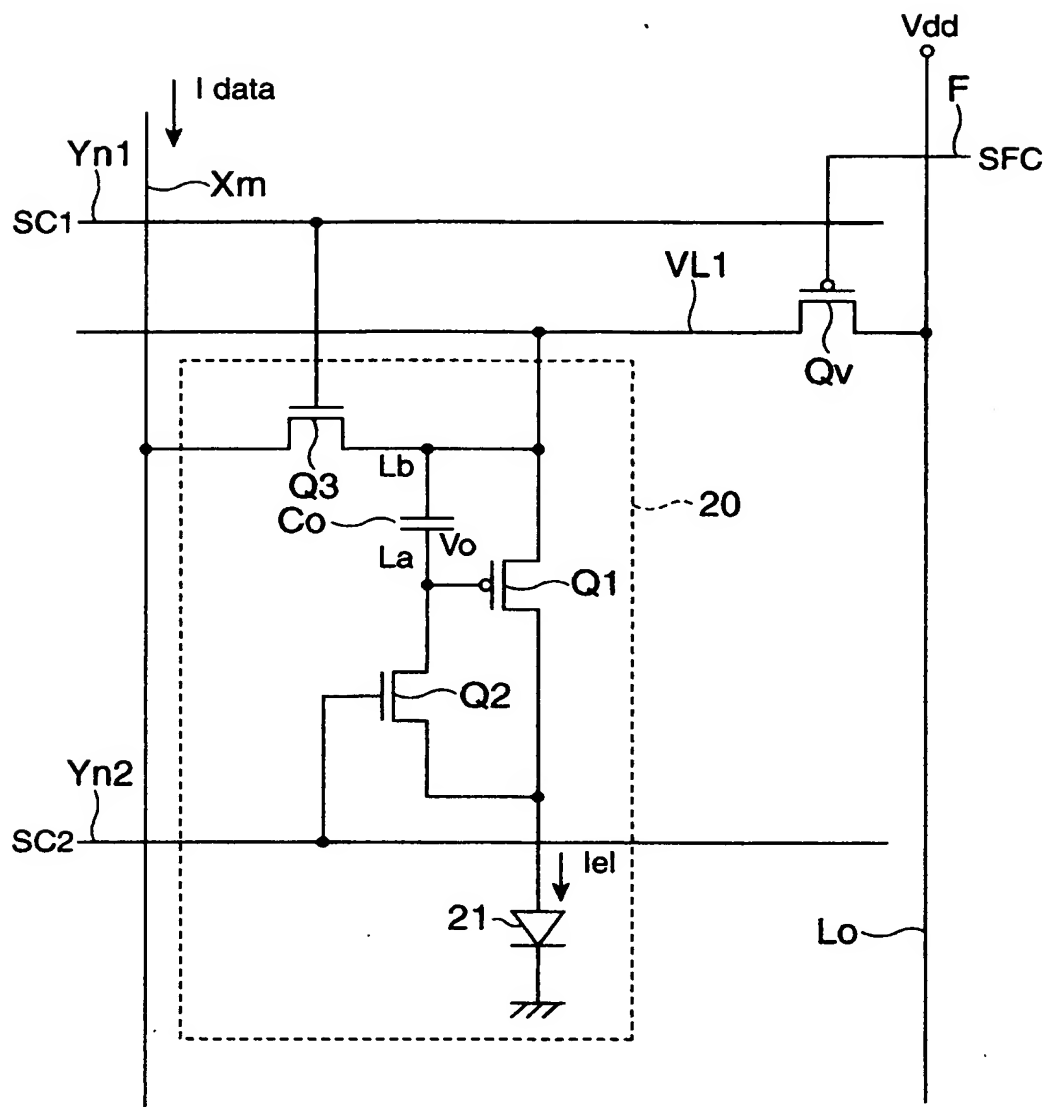 Vdd
I data
F
Yn1
SFC
Xm
SC1
VL1
Qv
Q3
Lb
20
Co
Vo
La
Q1
Q2
Yn2
SC2
Iel
21
Lo